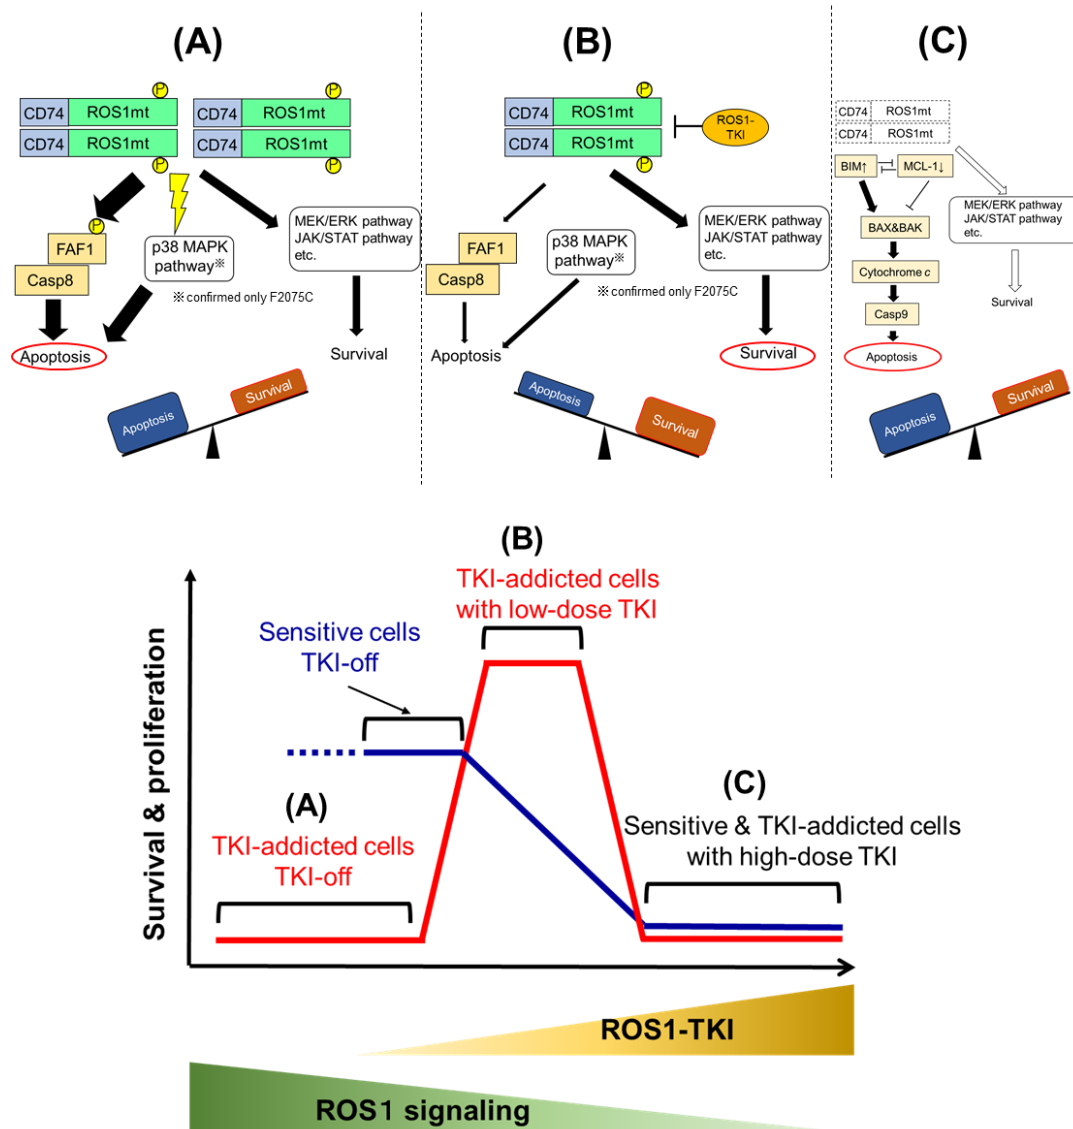 (A)
P
P
CD74 ROS1mt
CD74 ROS1mt
CD74 ROS1mt
CD74 ROS1mt
P
P
P
FAF1
Casp8
p38 MAPK
pathway※
MEK/ERK pathway
JAK/STAT pathway
etc.
※confirmed only F2075C
Apoptosis
Survival
Apoptosis
Survival
(B)
P
CD74 ROS1mt
CD74 ROS1mt
P
ROS1-
TKI
FAF1
Casp8
p38 MAPK
pathway※
MEK/ERK pathway
JAK/STAT pathway
etc.
※confirmed only F2075C
Apoptosis
Survival
Apoptosis
Survival
(C)
CD74 ROS1mt
CD74 ROS1mt
BIM↑
MCL-1↓
BAX&BAK
MEK/ERK pathway
JAK/STAT pathway
etc.
Cytochrome c
Casp9
Survival
Apoptosis
Apoptosis
Survival
(B)
TKI-addicted cells
with low-dose TKI
Sensitive cells
TKI-off
(A)
TKI-addicted cells
TKI-off
(C)
Sensitive & TKI-addicted cells
with high-dose TKI
Survival & proliferation
ROS1-TKI
ROS1 signaling